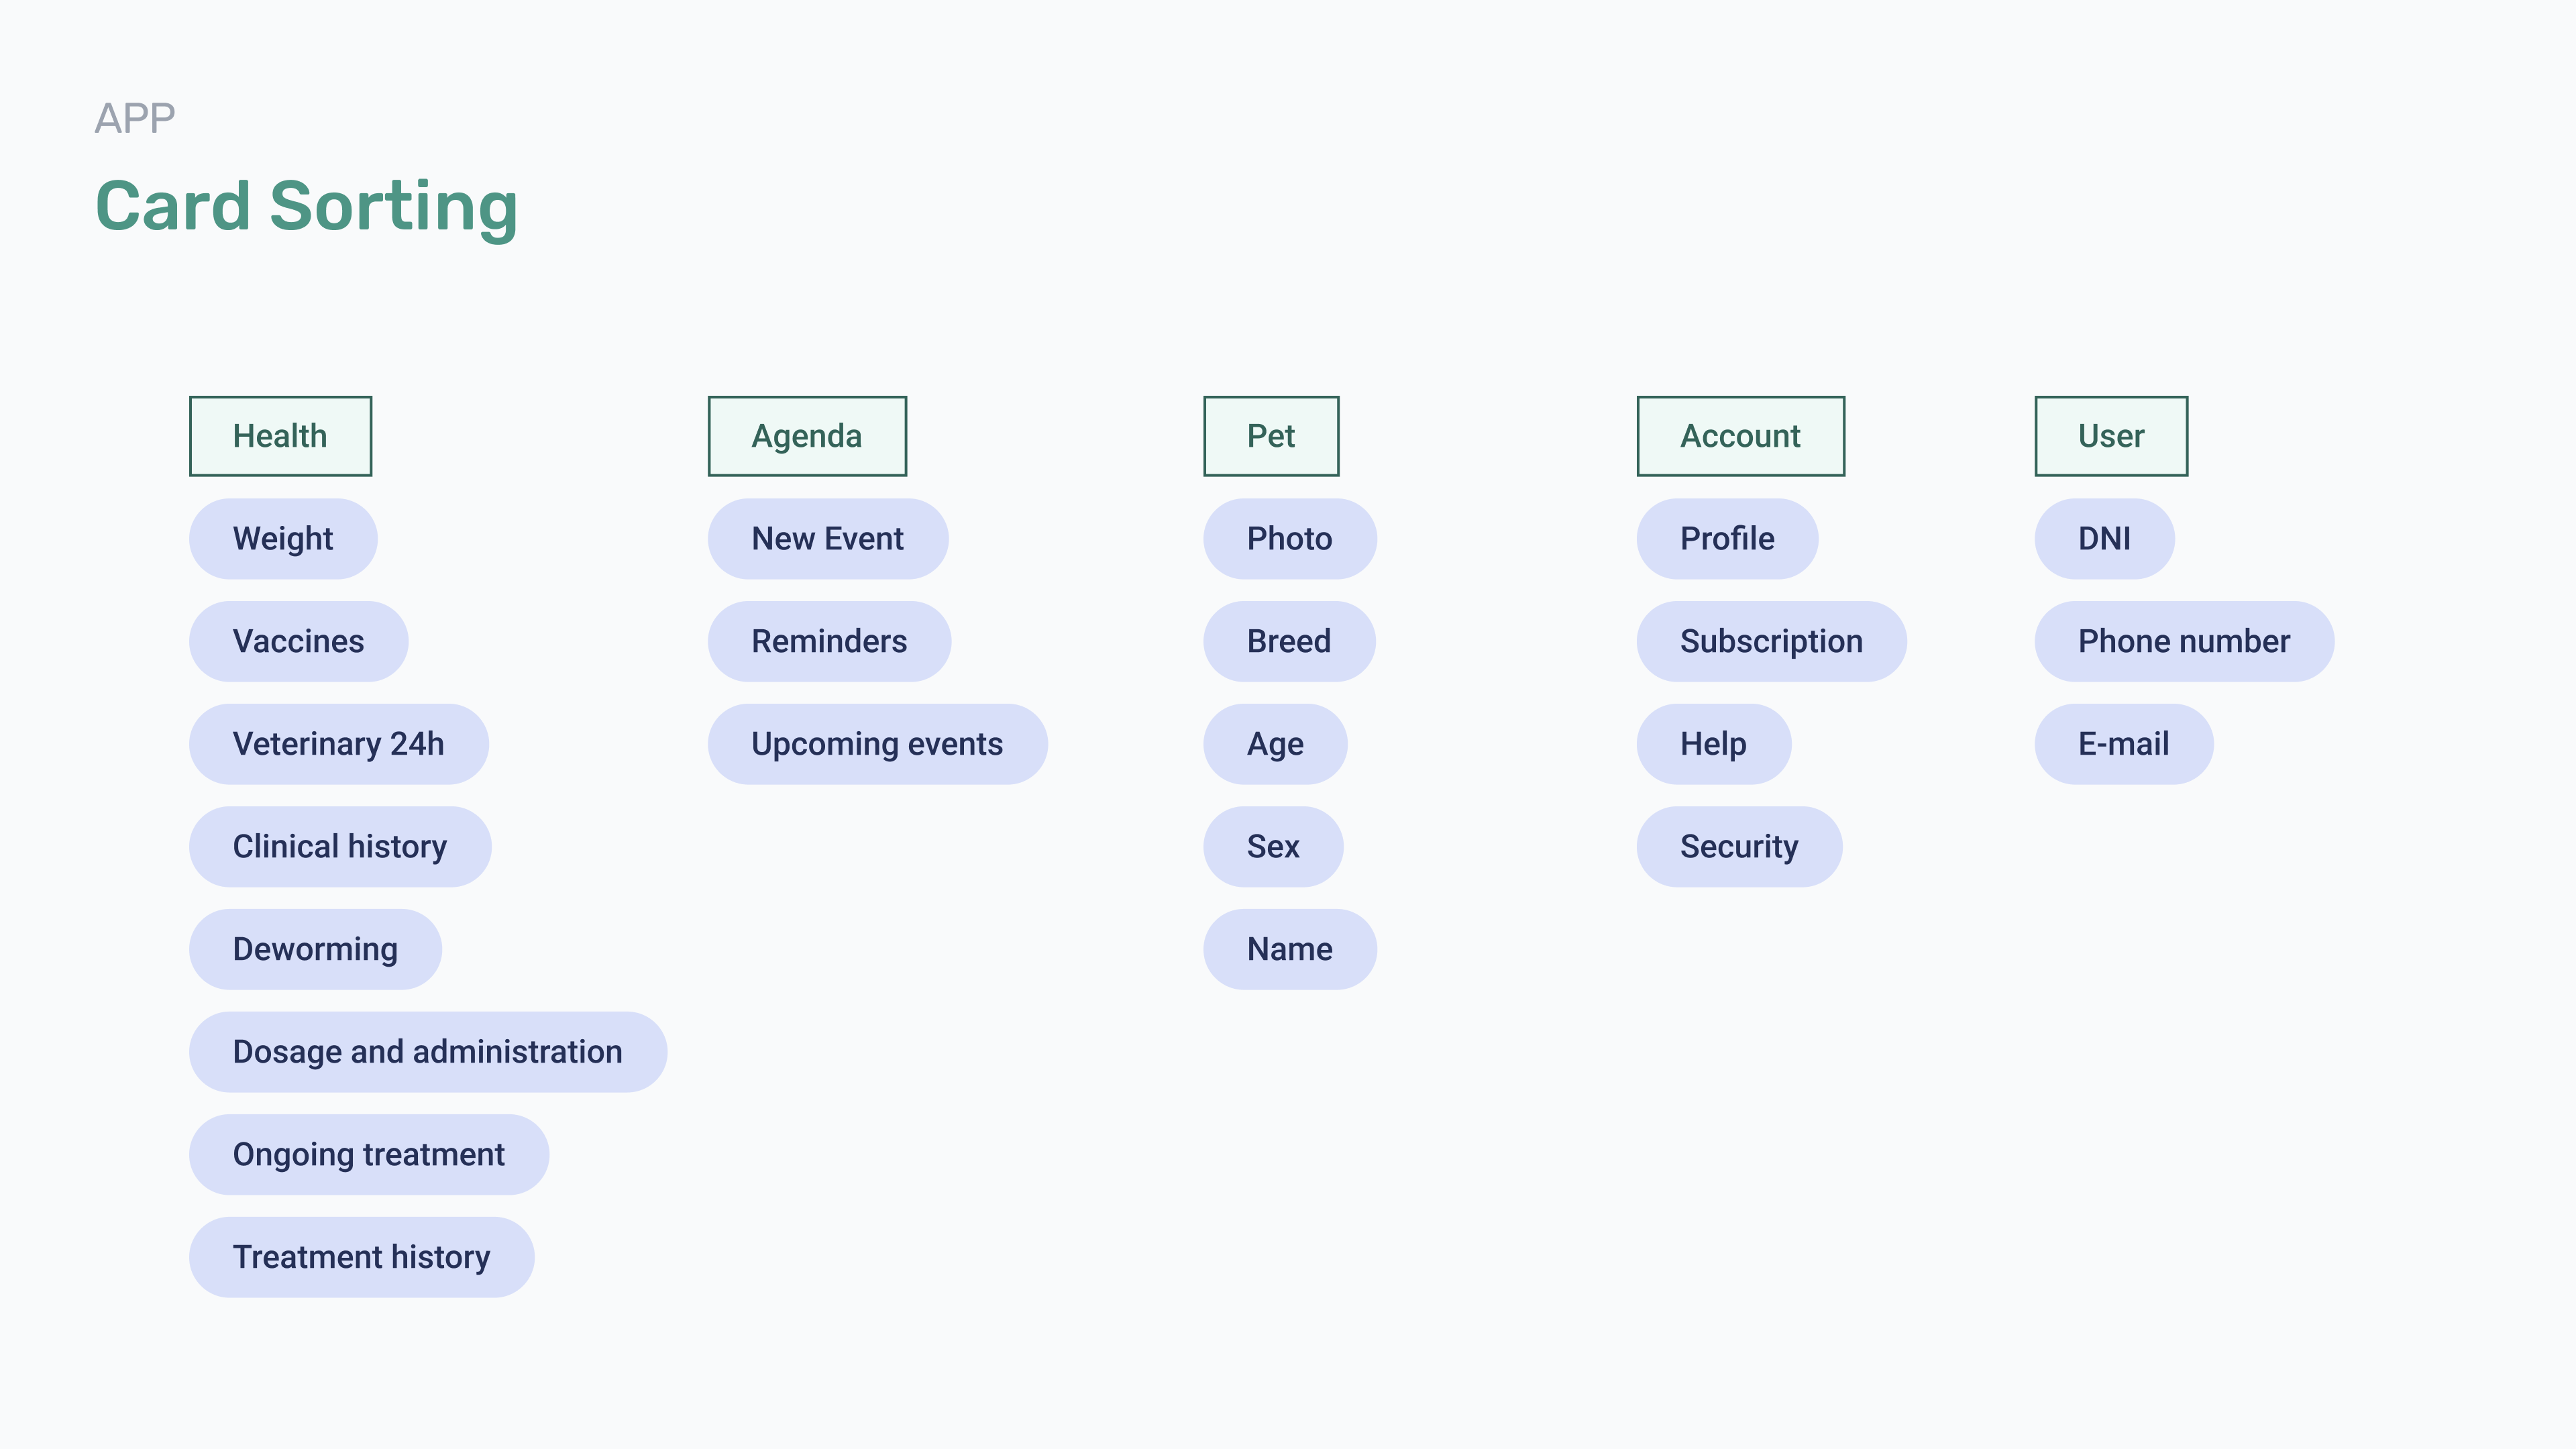 APP
Card Sorting
Health
Weight
Vaccines
Veterinary 24h
Clinical history
Deworming
Dosage and administration
Ongoing treatment
Treatment history
Agenda
New Event
Reminders
Upcoming events
Pet
Photo
Breed
Age
Sex
Name
Account
Profile
Subscription
Help
Security
User
DNI
Phone number
E-mail